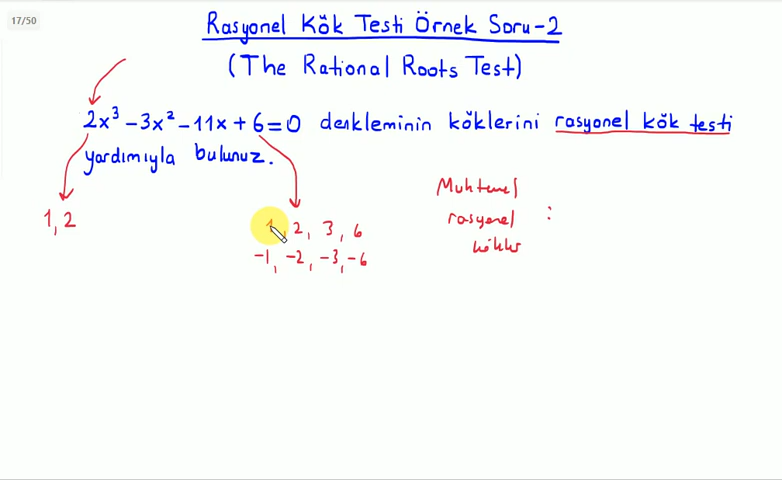 17/50
Rasyonel Kök Testi Örnek Soru-2
(The Rational Roots Test)
2x³ - 3x² - 11x + 6 = 0 denkleminin köklerini rasyonel kök testi
yardımıyla bulunuz.
1, 2
1, 2, 3, 6
-1, -2, -3, -6
Muhtemel
rasyonel :
kökler